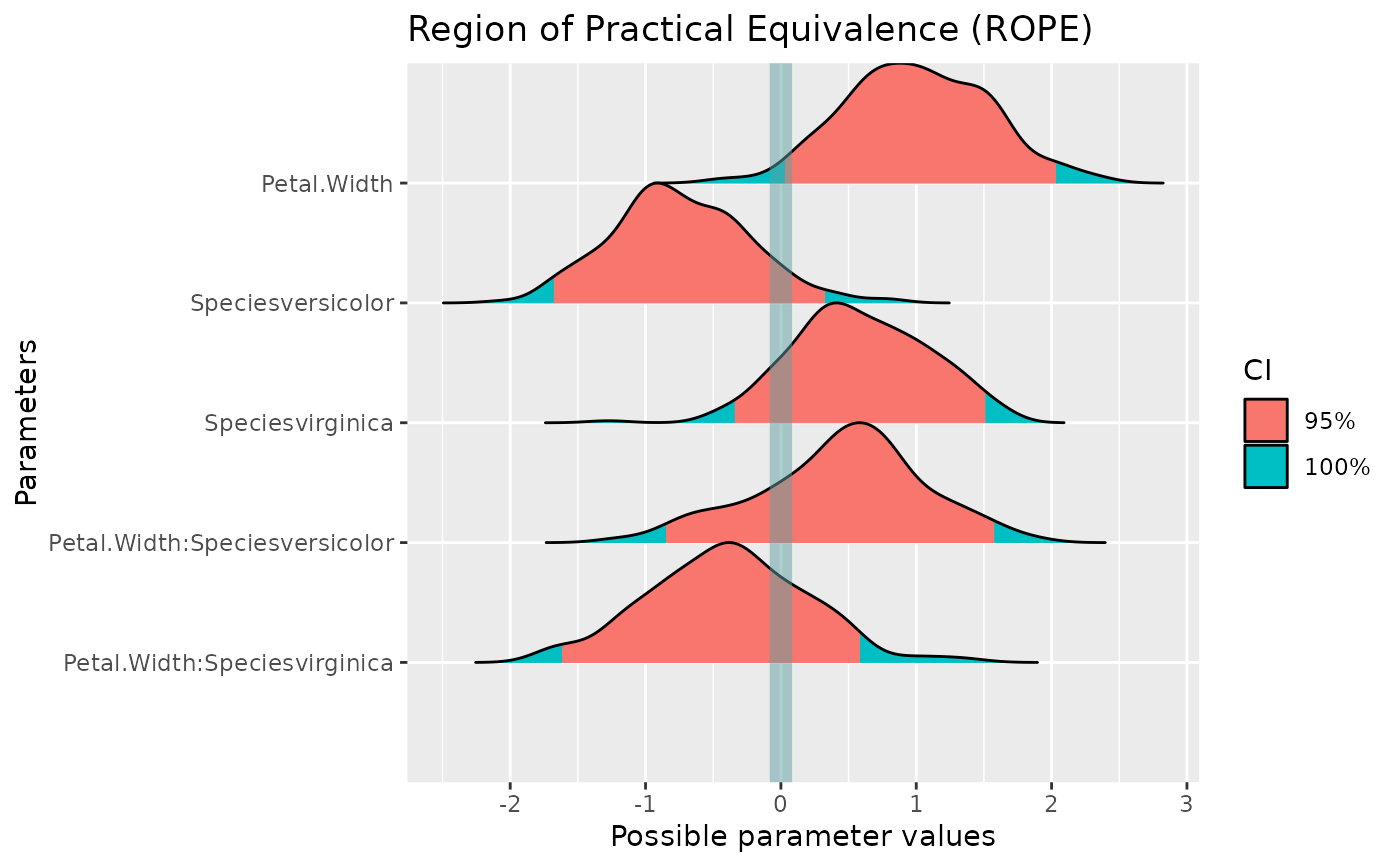 Region of Practical Equivalence (ROPE)
Parameters
Petal.Width
Speciesversicolor
Speciesvirginica
Petal.Width:Speciesversicolor
Petal.Width:Speciesvirginica
-2 -1 0 1 2 3
Possible parameter values
CI
95%
100%